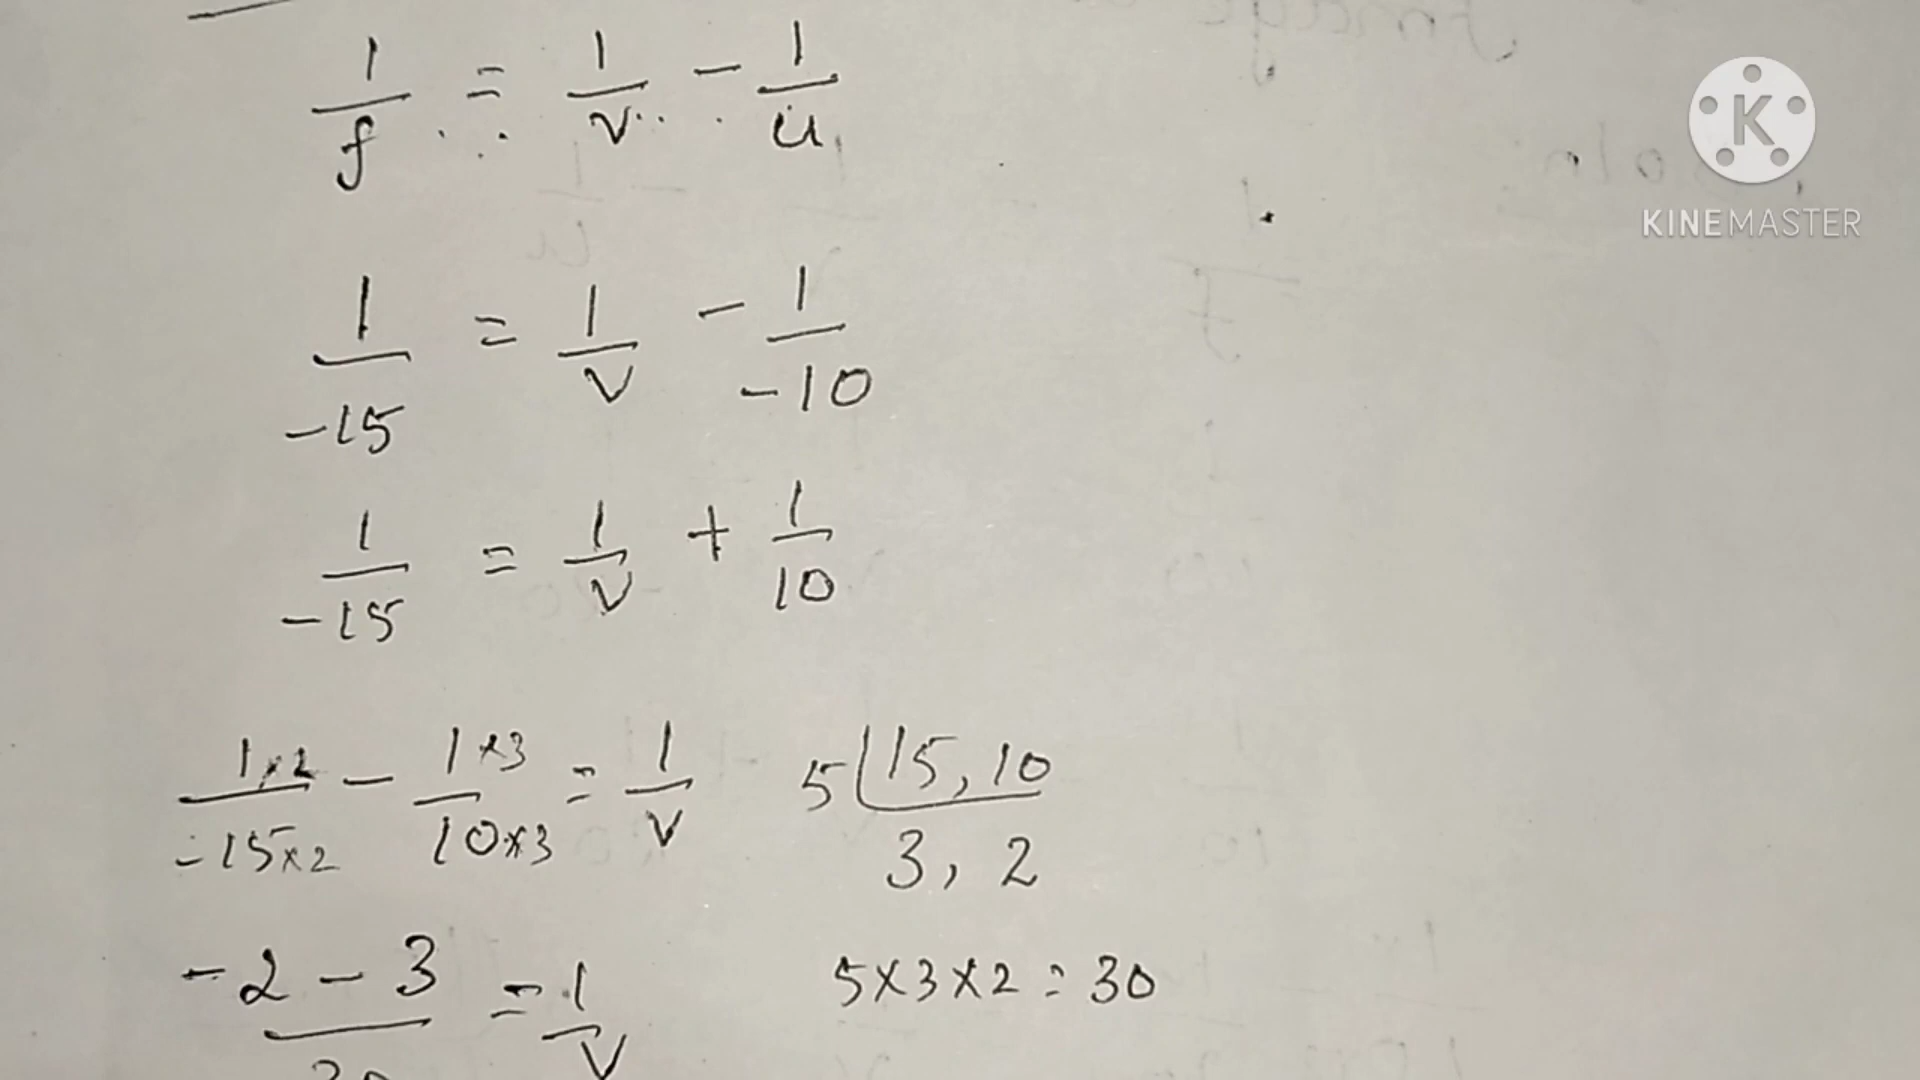 1/f = 1/v - 1/u
K
KINEMASTER
1/-15 = 1/v - 1/-10
1/-15 = 1/v + 1/10
1×2/-15×2 - 1×3/10×3 = 1/v
5 | 15, 10
3, 2
-2 - 3/30 = 1/v
5×3×2 = 30